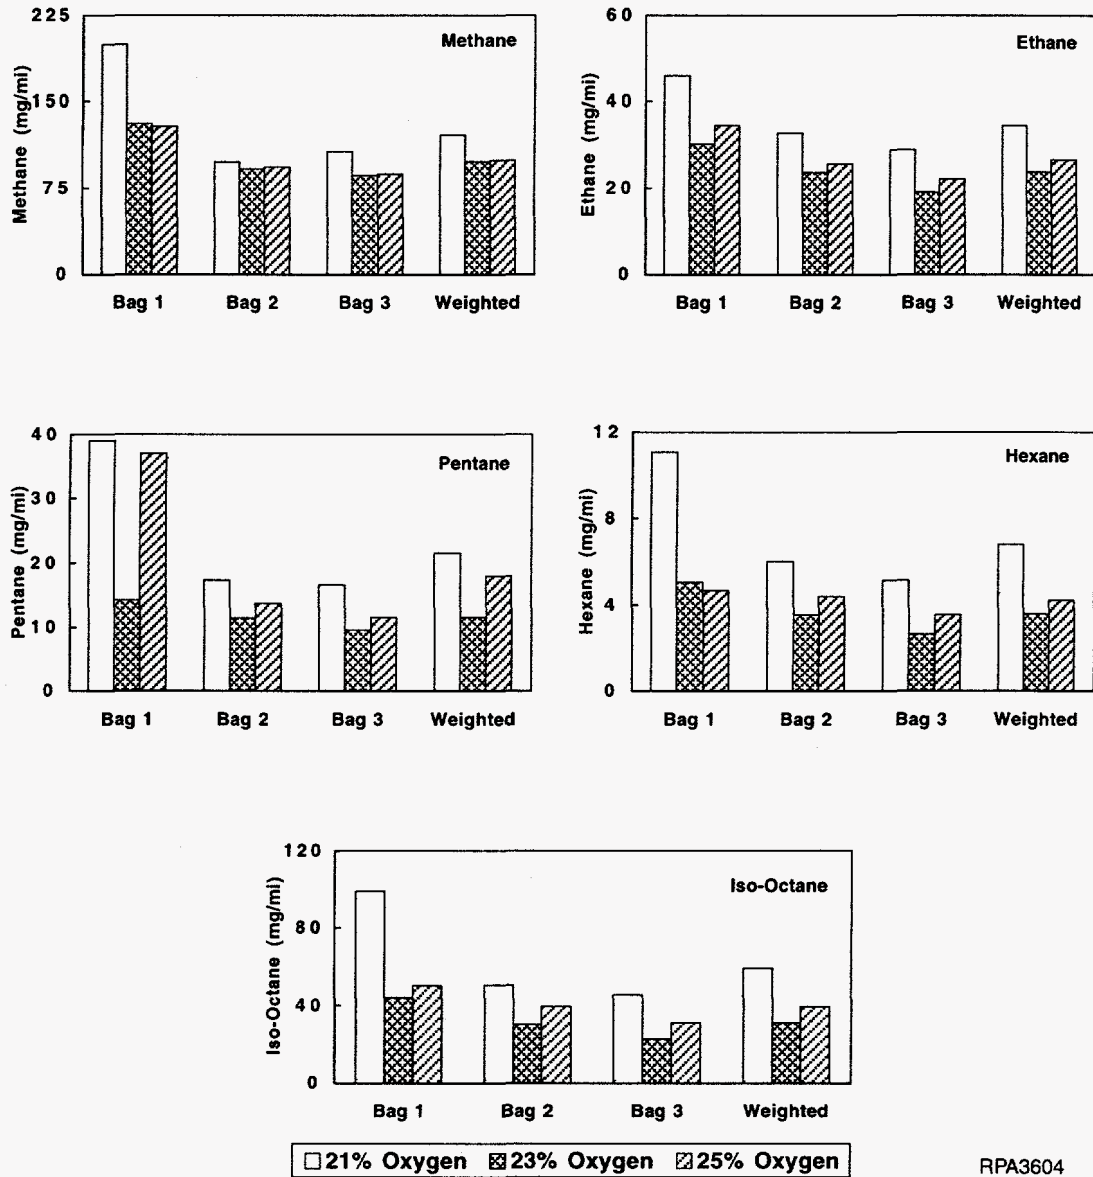 225
150
75
0
Methane (mg/mi)
Methane
Bag 1 Bag 2 Bag 3 Weighted
60
40
20
0
Ethane (mg/mi)
Ethane
Bag 1 Bag 2 Bag 3 Weighted
40
30
20
10
0
Pentane (mg/mi)
Pentane
Bag 1 Bag 2 Bag 3 Weighted
12
8
4
0
Hexane (mg/mi)
Hexane
Bag 1 Bag 2 Bag 3 Weighted
120
80
40
0
Iso-Octane (mg/mi)
Iso-Octane
Bag 1 Bag 2 Bag 3 Weighted
21% Oxygen 23% Oxygen 25% Oxygen
RPA3604